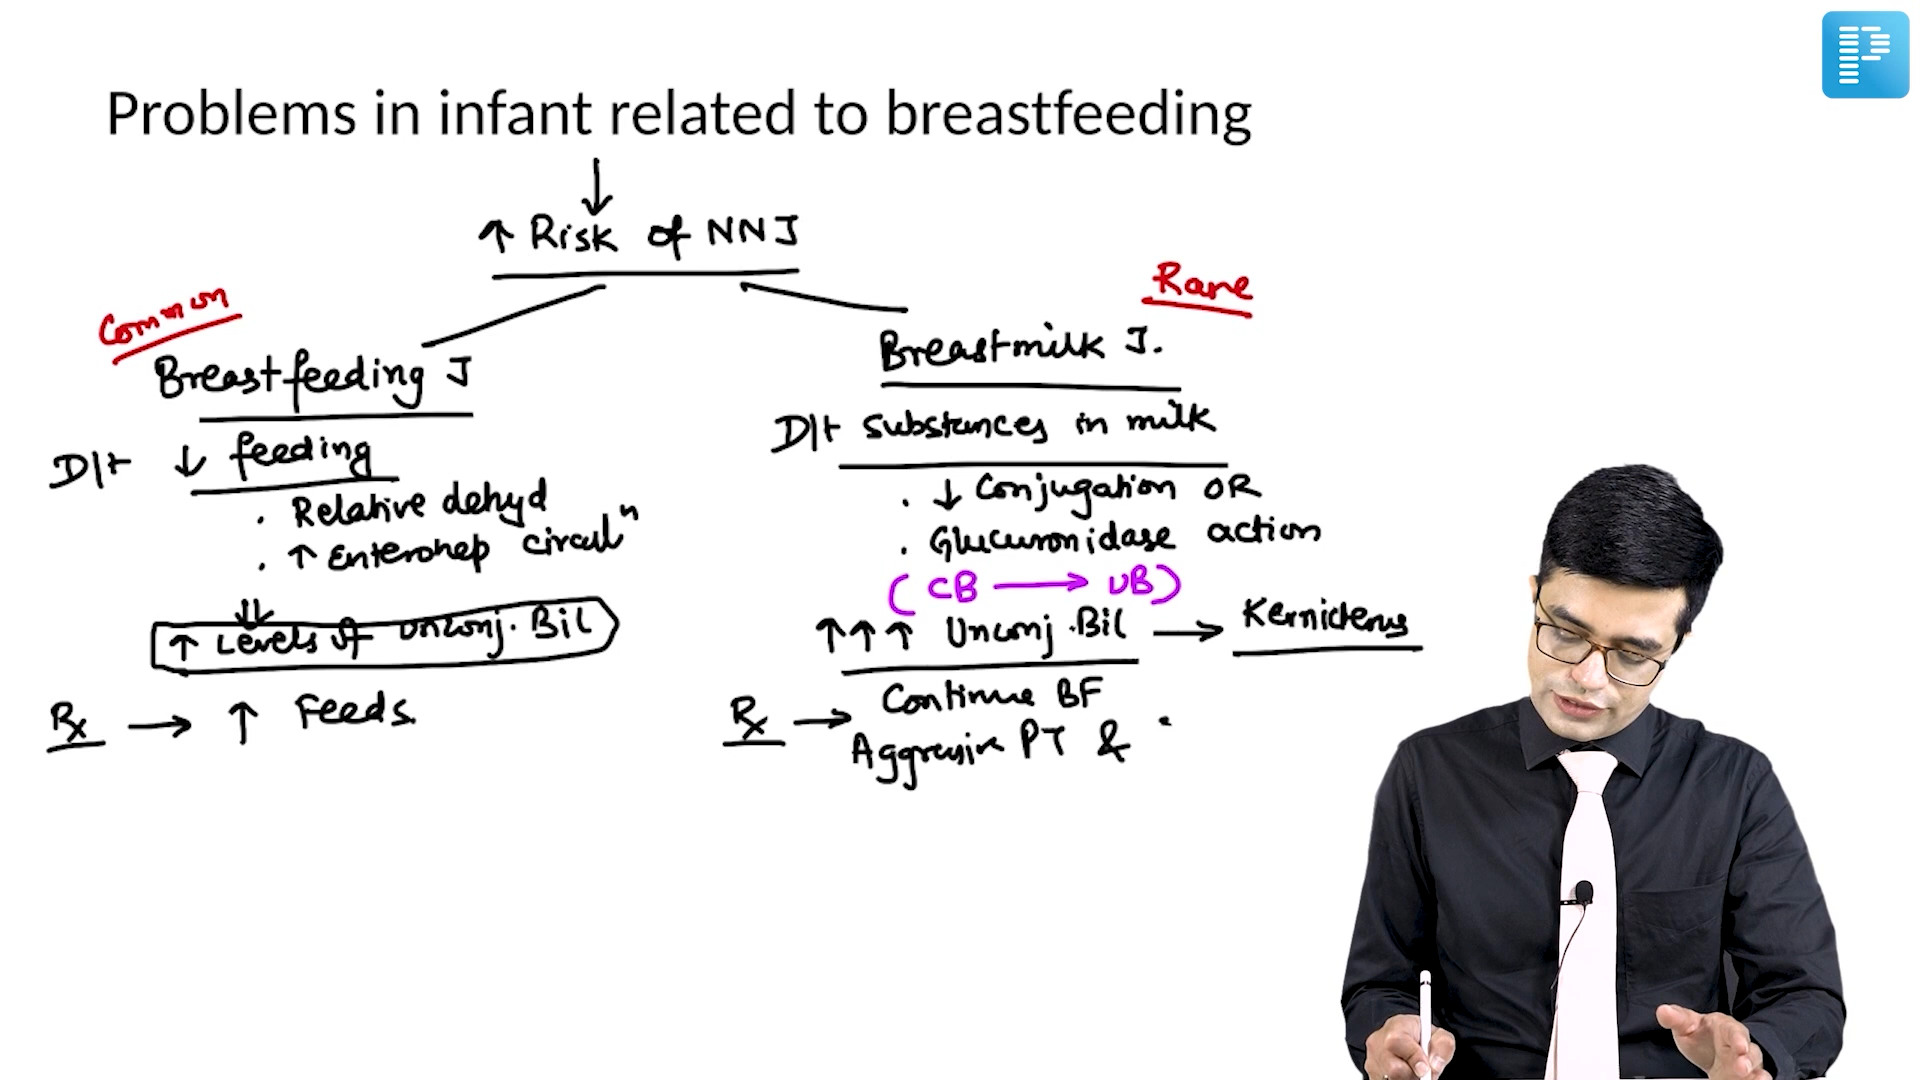 Problems in infant related to breastfeeding
↓
↑ Risk of NNJ
Common
Breastfeeding J
D/t ↓ feeding
. Relative dehyd
. ↑ Enterohep circulⁿ
⇓
↑ Levels of Unconj. Bil
Rx → ↑ Feeds.
Rare
Breastmilk J.
D/t substances in milk
. ↓ Conjugation OR
. Glucuronidase action
( CB → UB )
↑↑↑ Unconj. Bil → Kernicterus
Rx → Continue BF
Aggressive PT &